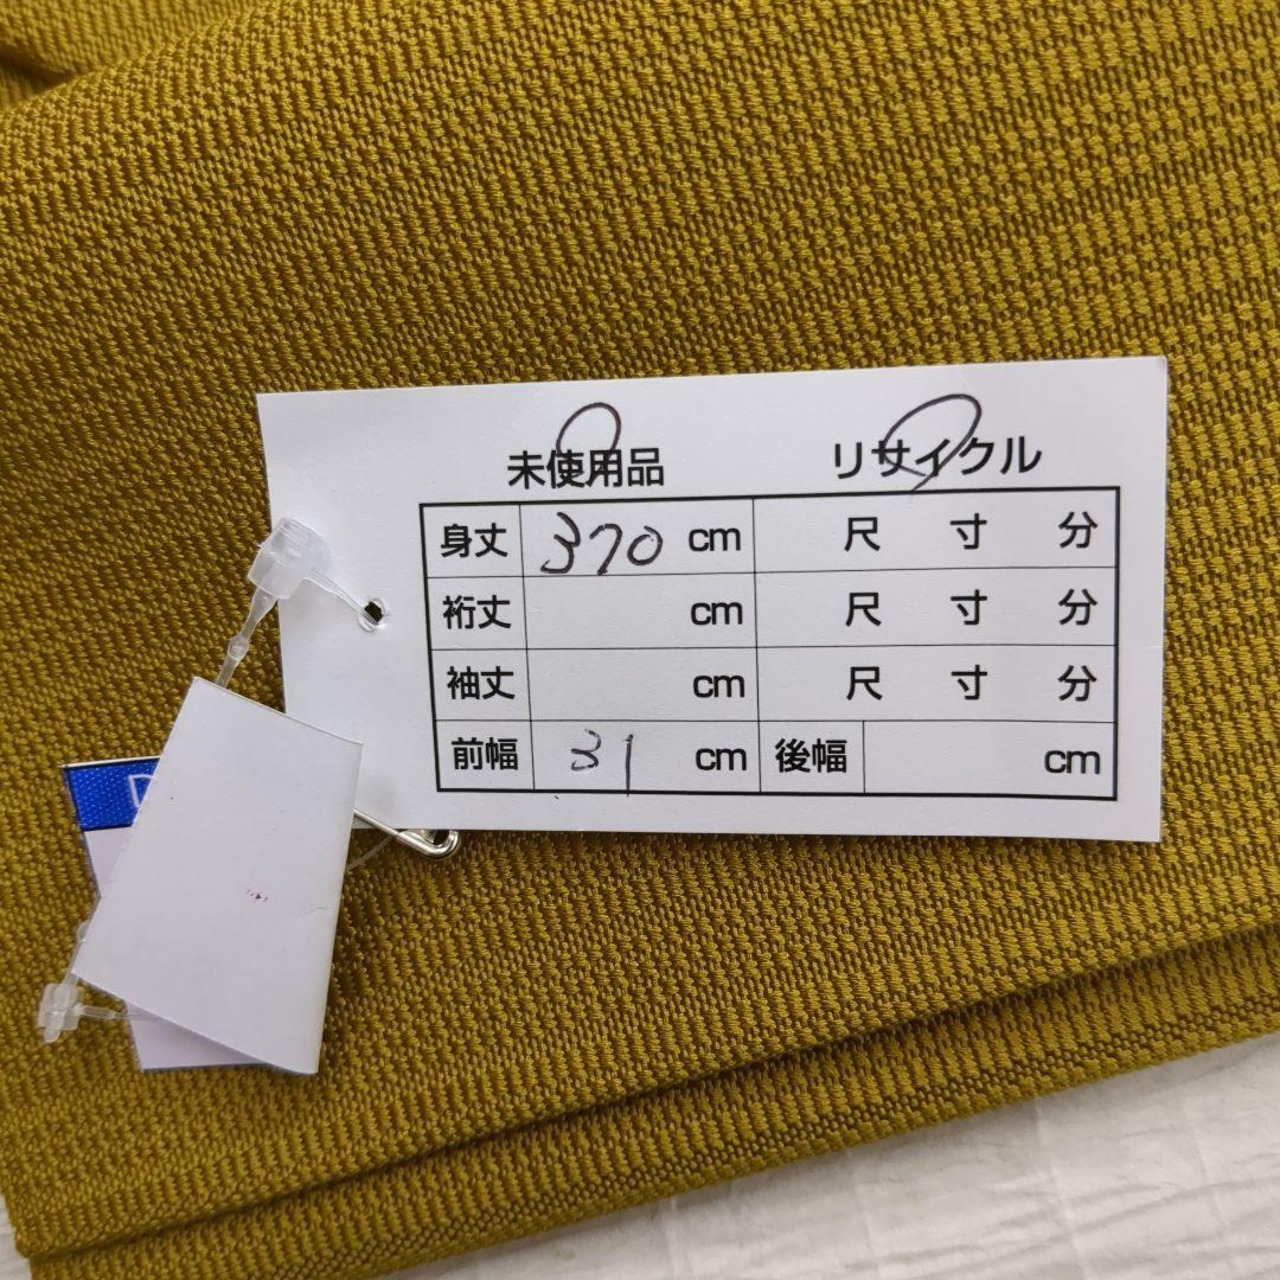 未使用品 リサイクル
身丈 370 cm 尺 寸 分
裄丈 cm 尺 寸 分
袖丈 cm 尺 寸 分
前幅 31 cm 後幅 cm